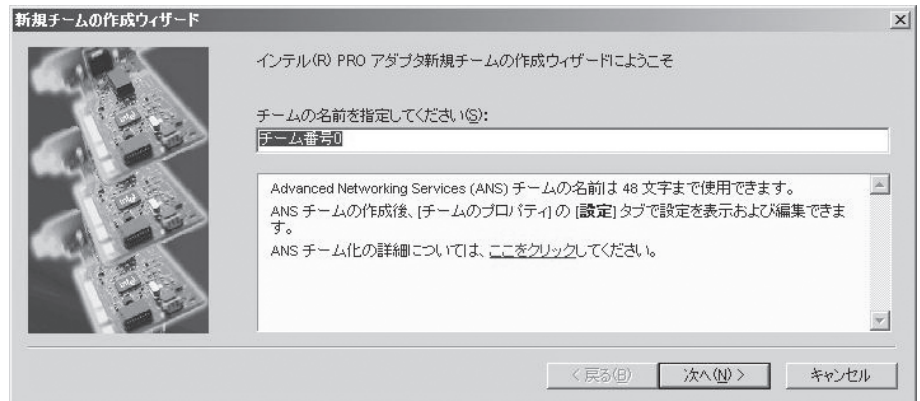 新規チームの作成ウィザード
インテル(R) PRO アダプタ新規チームの作成ウィザードにようこそ
チームの名前を指定してください(S):
チーム番号0
Advanced Networking Services (ANS) チームの名前は 48 文字まで使用できます。
ANS チームの作成後、[チームのプロパティ] の [設定] タブで設定を表示および編集できま
す。
ANS チーム化の詳細については、ここをクリックしてください。
< 戻る(B)
次へ(N) >
キャンセル